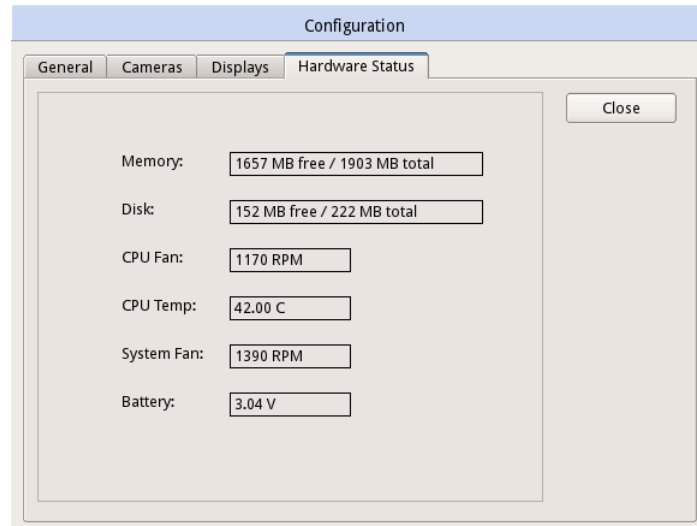 Configuration
General Cameras Displays Hardware Status
Close
Memory: 1657 MB free / 1903 MB total
Disk: 152 MB free / 222 MB total
CPU Fan: 1170 RPM
CPU Temp: 42.00 C
System Fan: 1390 RPM
Battery: 3.04 V